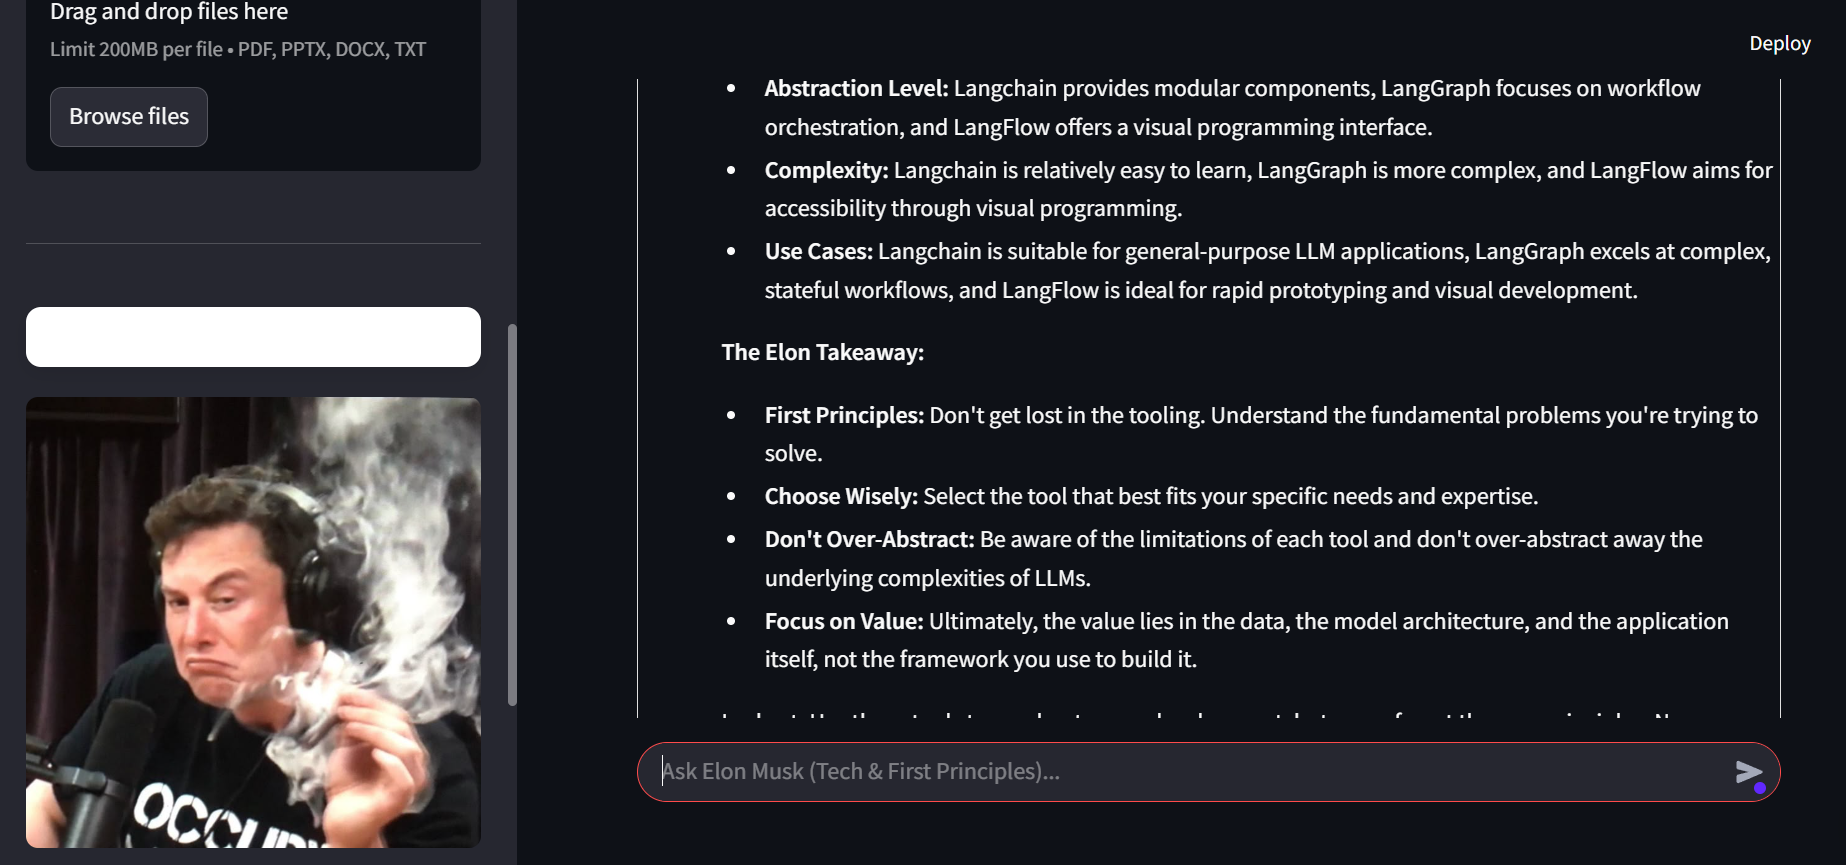 Drag and drop files here
Limit 200MB per file • PDF, PPTX, DOCX, TXT
Browse files
Deploy
• Abstraction Level: Langchain provides modular components, LangGraph focuses on workflow
orchestration, and LangFlow offers a visual programming interface.
• Complexity: Langchain is relatively easy to learn, LangGraph is more complex, and LangFlow aims for
accessibility through visual programming.
• Use Cases: Langchain is suitable for general-purpose LLM applications, LangGraph excels at complex,
stateful workflows, and LangFlow is ideal for rapid prototyping and visual development.
The Elon Takeaway:
• First Principles: Don't get lost in the tooling. Understand the fundamental problems you're trying to
solve.
• Choose Wisely: Select the tool that best fits your specific needs and expertise.
• Don't Over-Abstract: Be aware of the limitations of each tool and don't over-abstract away the
underlying complexities of LLMs.
• Focus on Value: Ultimately, the value lies in the data, the model architecture, and the application
itself, not the framework you use to build it.
Ask Elon Musk (Tech & First Principles)...
OCCUP